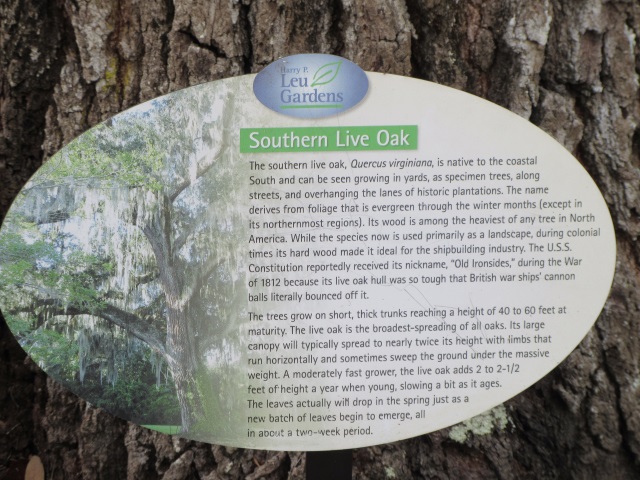 Harry P.
Leu
Gardens
Southern Live Oak
The southern live oak, Quercus virginiana, is native to the coastal
South and can be seen growing in yards, as specimen trees, along
streets, and overhanging the lanes of historic plantations. The name
derives from foliage that is evergreen through the winter months (except in
its northernmost regions). Its wood is among the heaviest of any tree in North
America. While the species now is used primarily as a landscape, during colonial
times its hard wood made it ideal for the shipbuilding industry. The U.S.S.
Constitution reportedly received its nickname, "Old Ironsides," during the War
of 1812 because its live oak hull was so tough that British war ships' cannon
balls literally bounced off it.
The trees grow on short, thick trunks reaching a height of 40 to 60 feet at
maturity. The live oak is the broadest-spreading of all oaks. Its large
canopy will typically spread to nearly twice its height with limbs that
run horizontally and sometimes sweep the ground under the massive
weight. A moderately fast grower, the live oak adds 2 to 2-1/2
feet of height a year when young, slowing a bit as it ages.
The leaves actually will drop in the spring just as a
new batch of leaves begin to emerge, all
in about a two-week period.